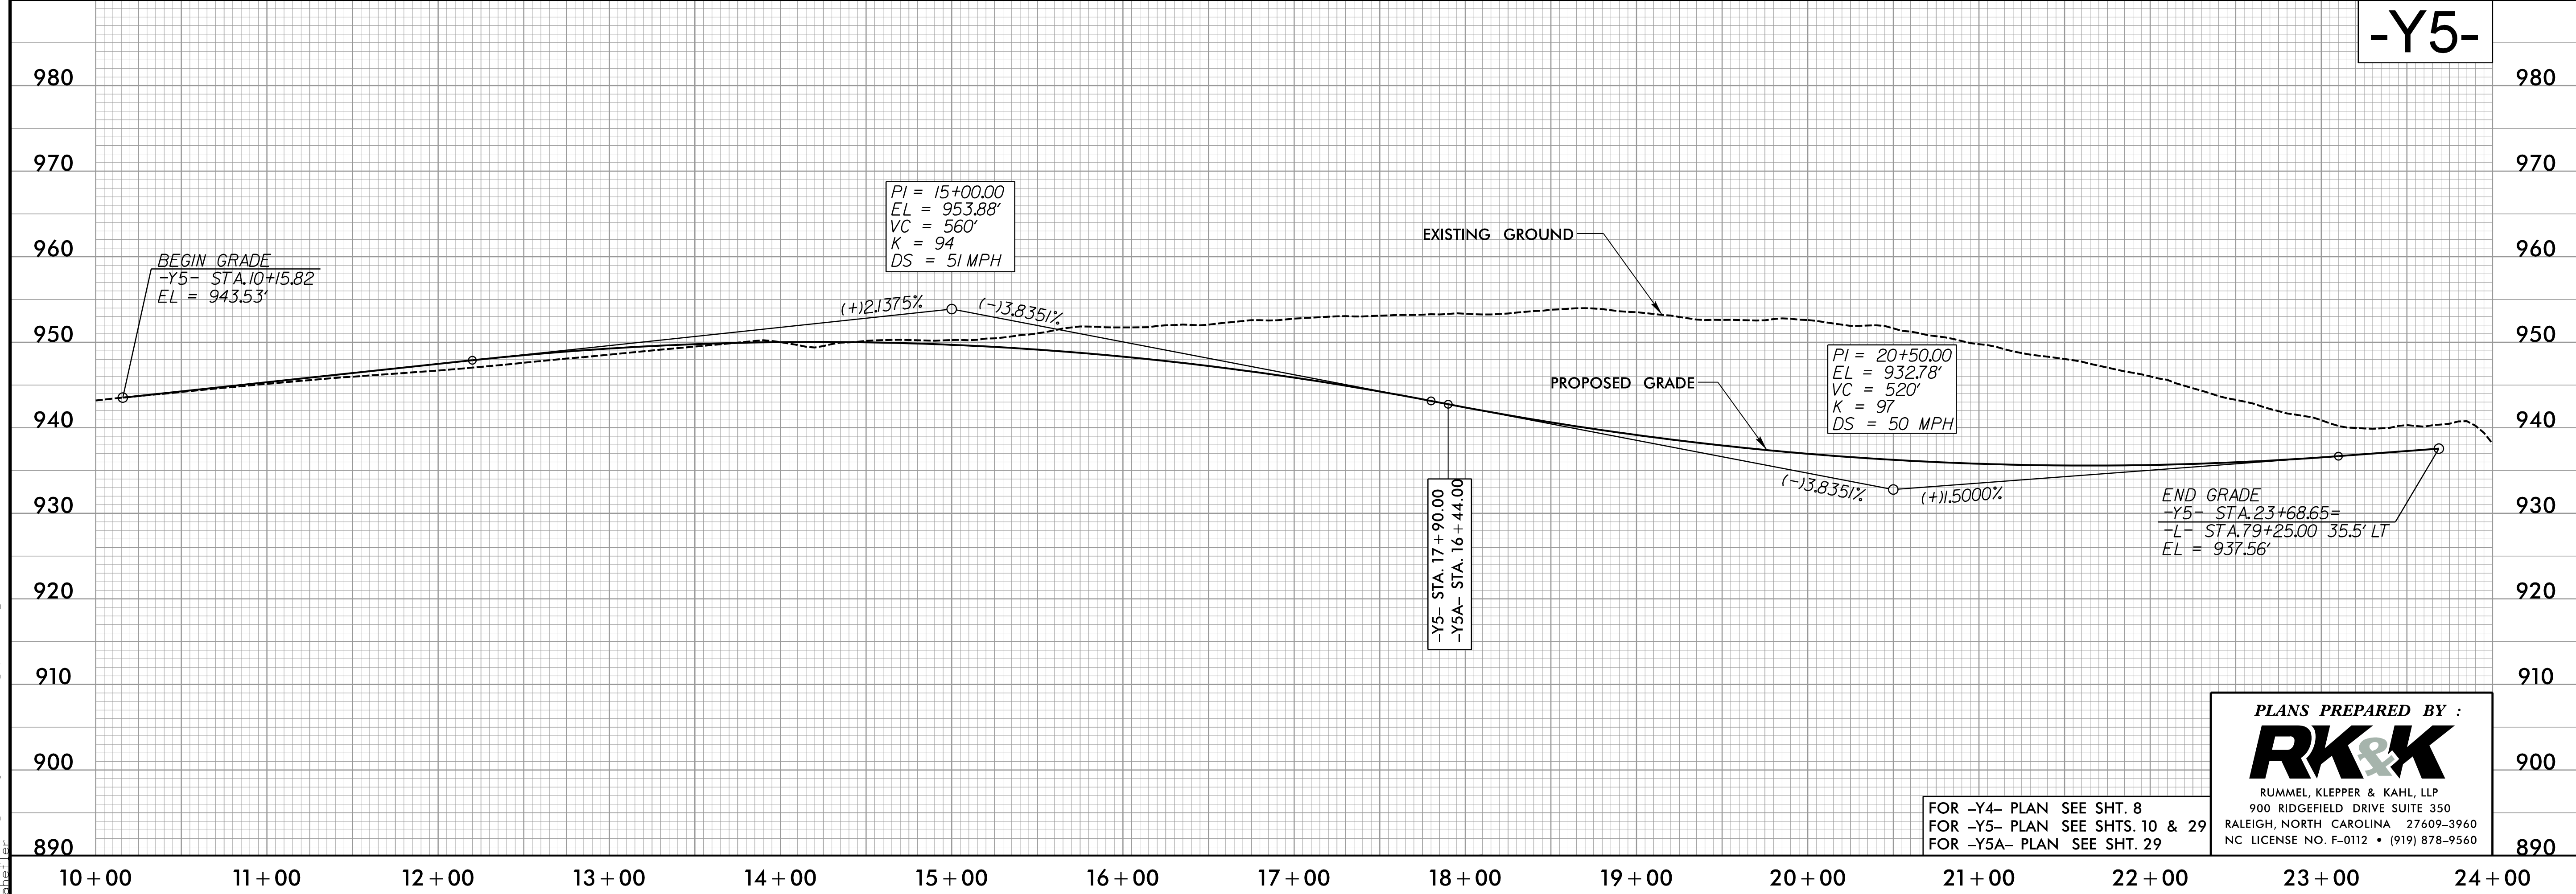 -Y5-
980
980
970
970
960
960
950
950
940
940
930
930
920
920
910
910
900
900
890
890
BEGIN GRADE
-Y5- STA.10+15.82
EL = 943.53'
PI = 15+00.00
EL = 953.88'
VC = 560'
K = 94
DS = 51 MPH
(+)2.1375%
(-)3.8351%
EXISTING GROUND
PROPOSED GRADE
PI = 20+50.00
EL = 932.78'
VC = 520'
K = 97
DS = 50 MPH
(-)3.8351%
(+)1.5000%
-Y5- STA. 17+90.00
-Y5A- STA. 16+44.00
END GRADE
-Y5- STA.23+68.65=
-L- STA.79+25.00 35.5' LT
EL = 937.56'
FOR -Y4- PLAN SEE SHT. 8
FOR -Y5- PLAN SEE SHTS. 10 & 29
FOR -Y5A- PLAN SEE SHT. 29
PLANS PREPARED BY :
RK&K
RUMMEL, KLEPPER & KAHL, LLP
900 RIDGEFIELD DRIVE SUITE 350
RALEIGH, NORTH CAROLINA 27609-3960
NC LICENSE NO. F-0112 • (919) 878-9560
10+00 11+00 12+00 13+00 14+00 15+00 16+00 17+00 18+00 19+00 20+00 21+00 22+00 23+00 24+00